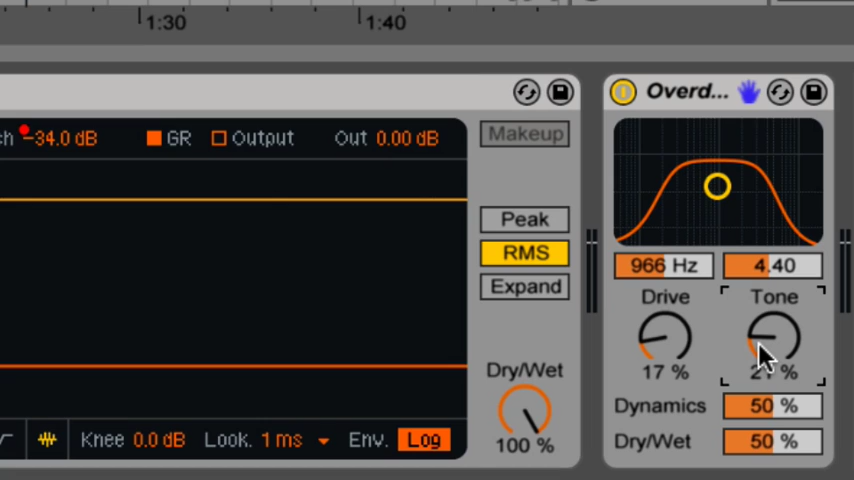 1:30 1:40
Overd...
-34.0 dB GR Output Out 0.00 dB Makeup
Peak
RMS
Expand
966 Hz 4.40
Drive Tone
17 %
Dry/Wet
100 %
Dynamics 50 %
Dry/Wet 50 %
Knee 0.0 dB Look. 1 ms Env. Log